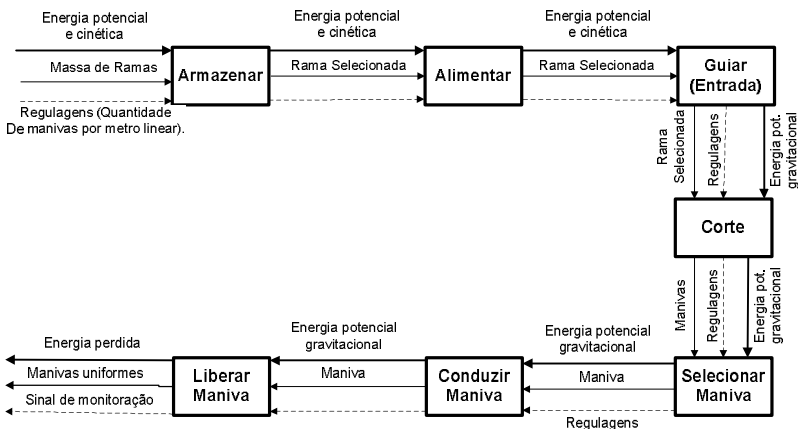 Energia potencial
e cinética
Massa de Ramas
Regulagens (Quantidade
De manivas por metro linear).
Armazenar
Energia potencial
e cinética
Rama Selecionada
Alimentar
Energia potencial
e cinética
Rama Selecionada
Guiar
(Entrada)
Rama
Selecionada
Regulagens
Energia pot.
gravitacional
Corte
Manivas
Regulagens
Energia pot.
gravitacional
Selecionar
Maniva
Energia potencial
gravitacional
Maniva
Regulagens
Conduzir
Maniva
Energia potencial
gravitacional
Maniva
Liberar
Maniva
Energia perdida
Manivas uniformes
Sinal de monitoração